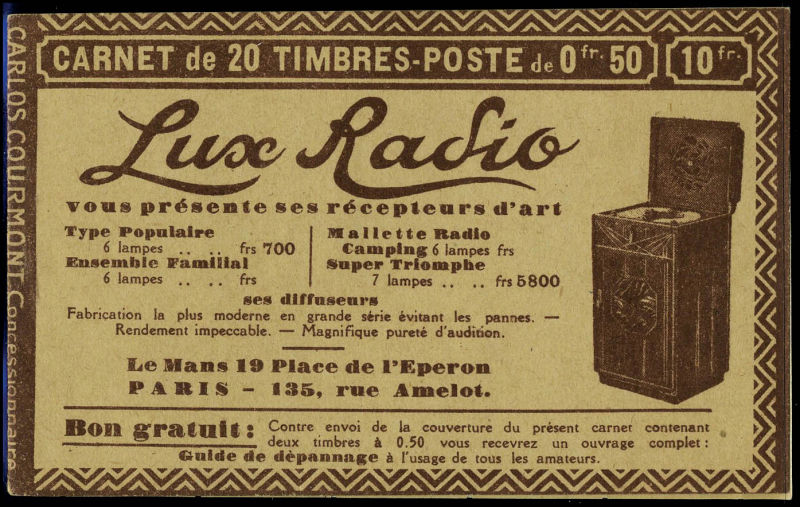 CARNET de 20 TIMBRES-POSTE de 0fr. 50 10fr.
CARLOS COURMONT Concessionnaire
Lux Radio
vous présente ses récepteurs d'art
Type Populaire
6 lampes .. .. frs 700
Ensemble Familial
6 lampes .. .. frs
Mallette Radio
Camping 6 lampes frs
Super Triomphe
7 lampes .. .. frs 5800
ses diffuseurs
Fabrication la plus moderne en grande série évitant les pannes. —
Rendement impeccable. — Magnifique pureté d'audition.
Le Mans 19 Place de l'Eperon
PARIS - 135, rue Amelot.
Bon gratuit : Contre envoi de la couverture du présent carnet contenant
deux timbres à 0.50 vous recevrez un ouvrage complet :
Guide de dèpannage à l'usage de tous les amateurs.